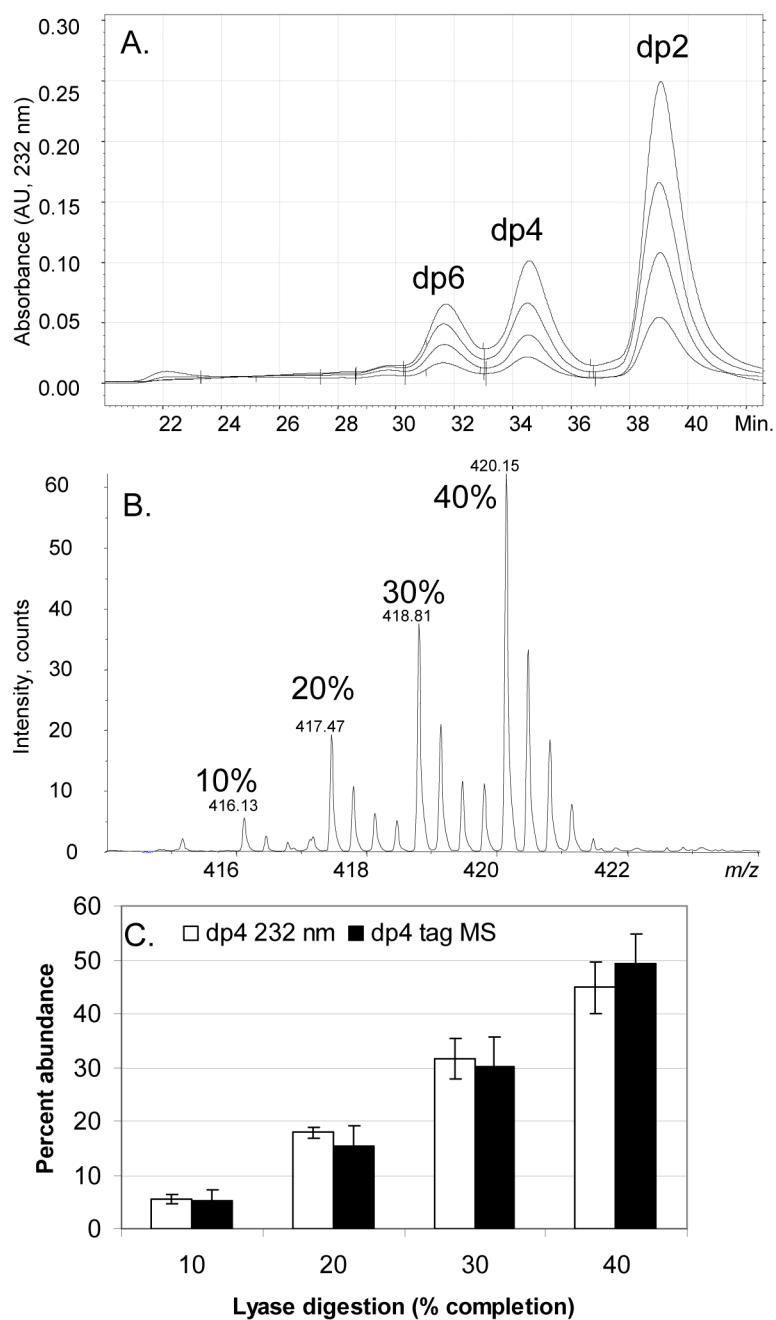 A.
dp2
dp4
dp6
Absorbance (AU, 232 nm)
0.30
0.25
0.20
0.15
0.10
0.05
0.00
22 24 26 28 30 32 34 36 38 40 Min.
B.
420.15
40%
30%
418.81
20%
417.47
10%
416.13
Intensity, counts
60
50
40
30
20
10
0
416 418 420 422 m/z
C.
dp4 232 nm dp4 tag MS
Percent abundance
60
50
40
30
20
10
0
10 20 30 40
Lyase digestion (% completion)